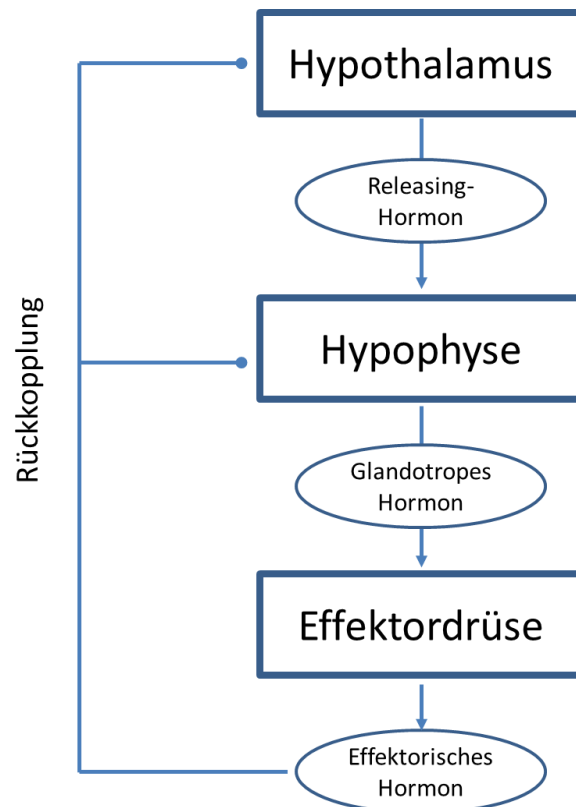 Hypothalamus
Releasing-
Hormon
Hypophyse
Rückkopplung
Glandotropes
Hormon
Effektordrüse
Effektorisches
Hormon